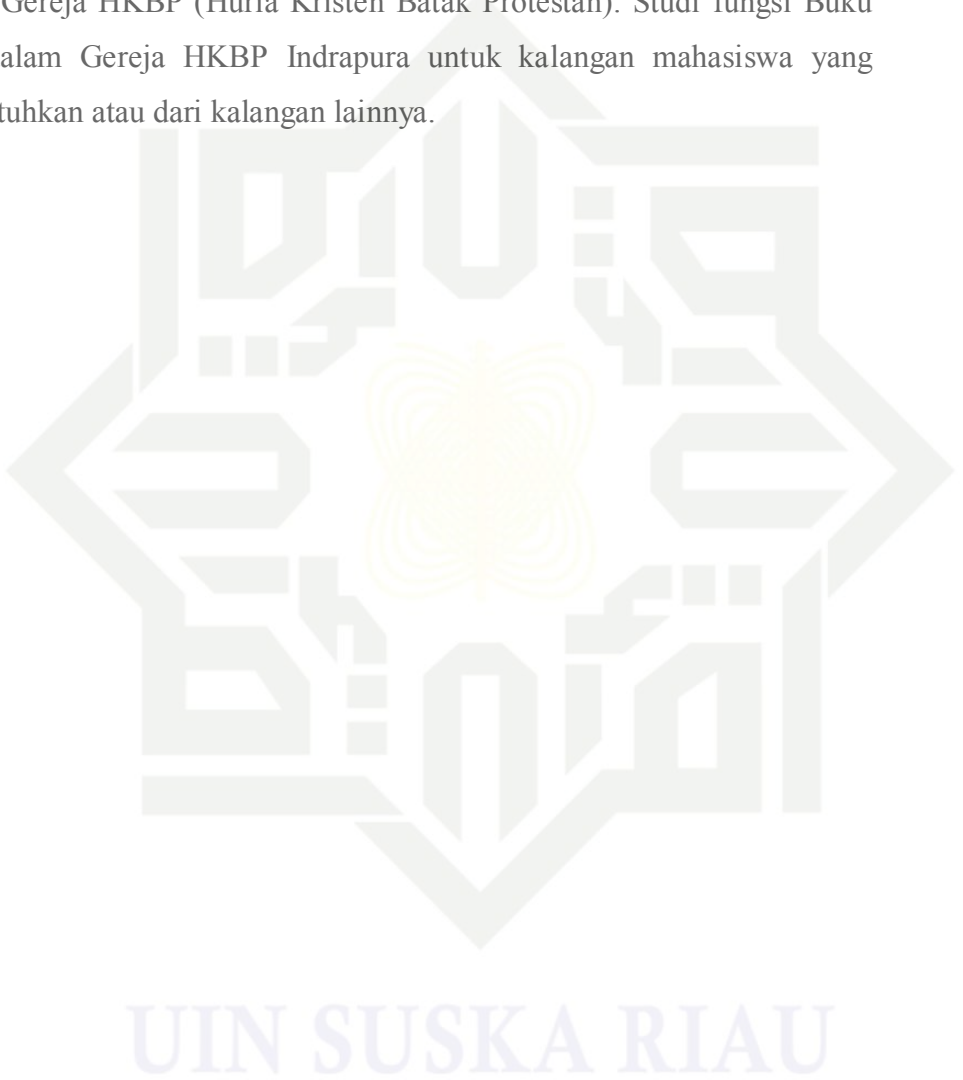 Gereja HKBP (Huria Kristen Batak Protestan). Studi fungsi Buku
alam Gereja HKBP Indrapura untuk kalangan mahasiswa yang
tuhkan atau dari kalangan lainnya.
UIN SUSKA RIAU